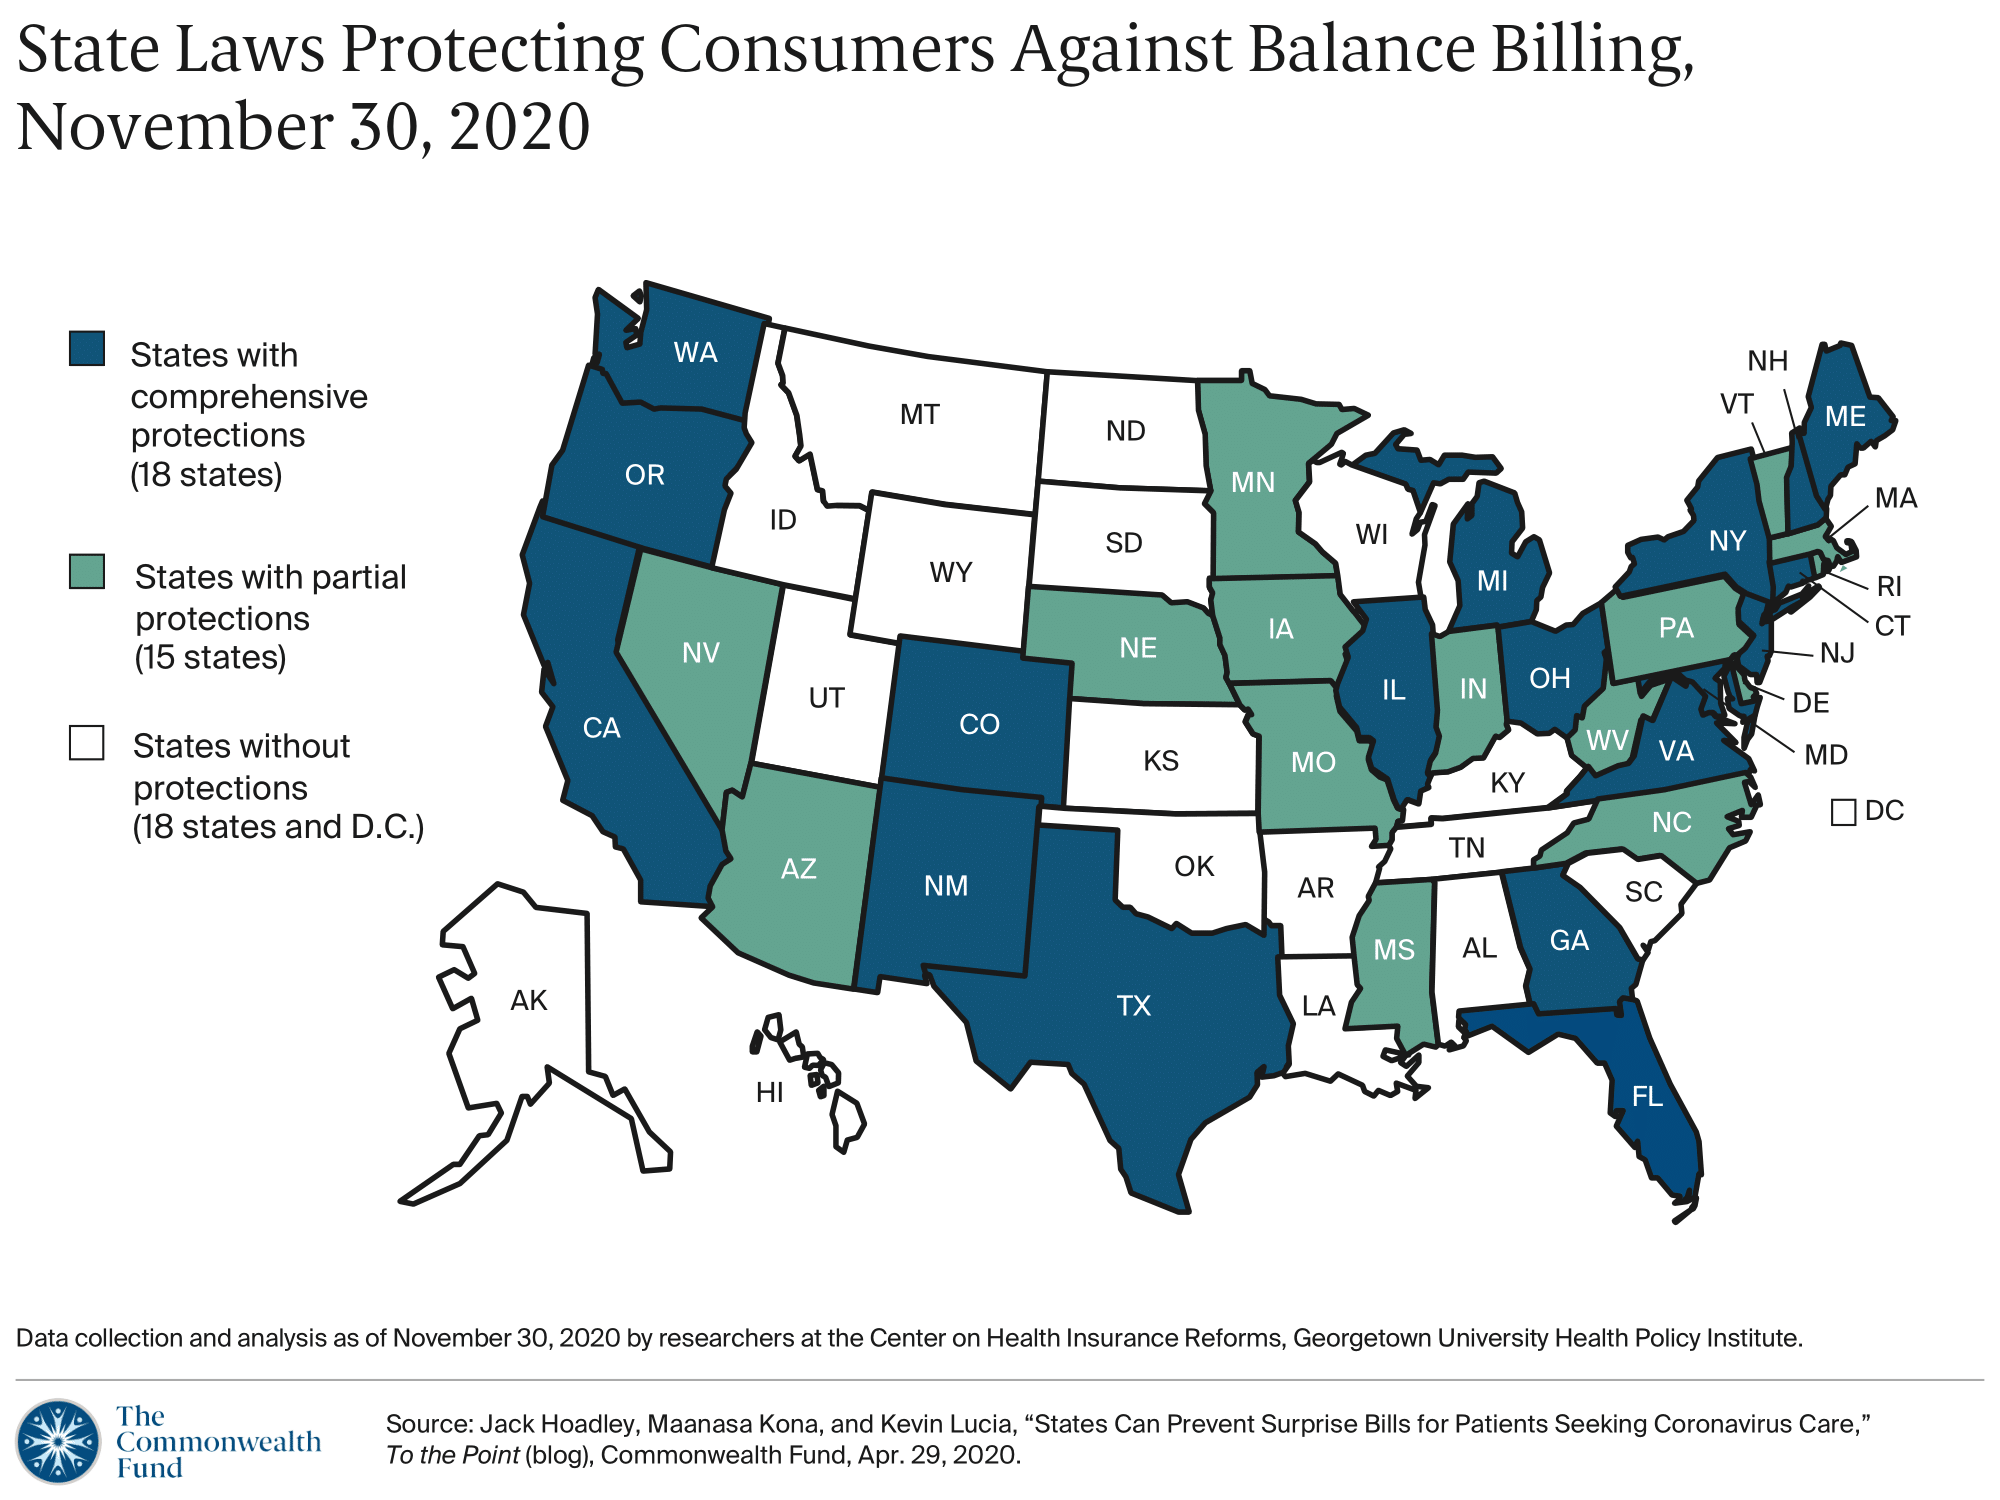 State Laws Protecting Consumers Against Balance Billing,
November 30, 2020
States with
comprehensive
protections
(18 states)
States with partial
protections
(15 states)
States without
protections
(18 states and D.C.)
WA
OR
CA
ID
NV
MT
WY
UT
AZ
CO
NM
ND
SD
NE
KS
OK
TX
MN
IA
MO
AR
LA
WI
IL
MS
MI
IN
KY
TN
AL
OH
WV
GA
FL
SC
NC
VA
PA
NY
VT
NH
ME
MA
RI
CT
NJ
DE
MD
DC
AK
HI
Data collection and analysis as of November 30, 2020 by researchers at the Center on Health Insurance Reforms, Georgetown University Health Policy Institute.
The
Commonwealth
Fund
Source: Jack Hoadley, Maanasa Kona, and Kevin Lucia, “States Can Prevent Surprise Bills for Patients Seeking Coronavirus Care,”
To the Point (blog), Commonwealth Fund, Apr. 29, 2020.